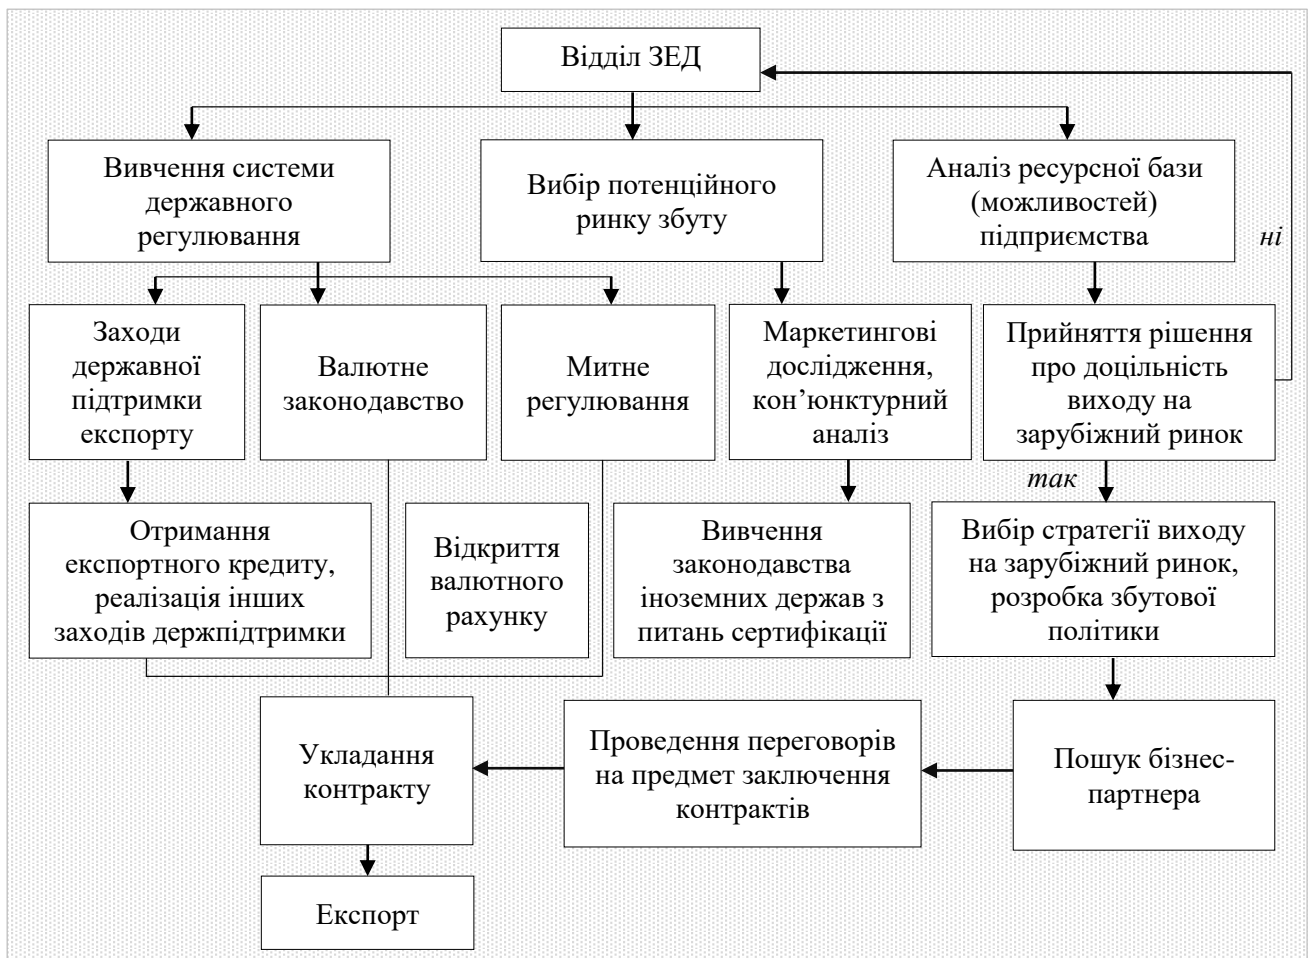 Відділ ЗЕД
Вивчення системи
державного
регулювання
Вибір потенційного
ринку збуту
Аналіз ресурсної бази
(можливостей)
підприємства
ні
Заходи
державної
підтримки
експорту
Валютне
законодавство
Митне
регулювання
Маркетингові
дослідження,
кон’юнктурний
аналіз
Прийняття рішення
про доцільність
виходу на
зарубіжний ринок
так
Отримання
експортного кредиту,
реалізація інших
заходів держпідтримки
Відкриття
валютного
рахунку
Вивчення
законодавства
іноземних держав з
питань сертифікації
Вибір стратегії виходу
на зарубіжний ринок,
розробка збутової
політики
Укладання
контракту
Проведення переговорів
на предмет заключення
контрактів
Пошук бізнес-
партнера
Експорт